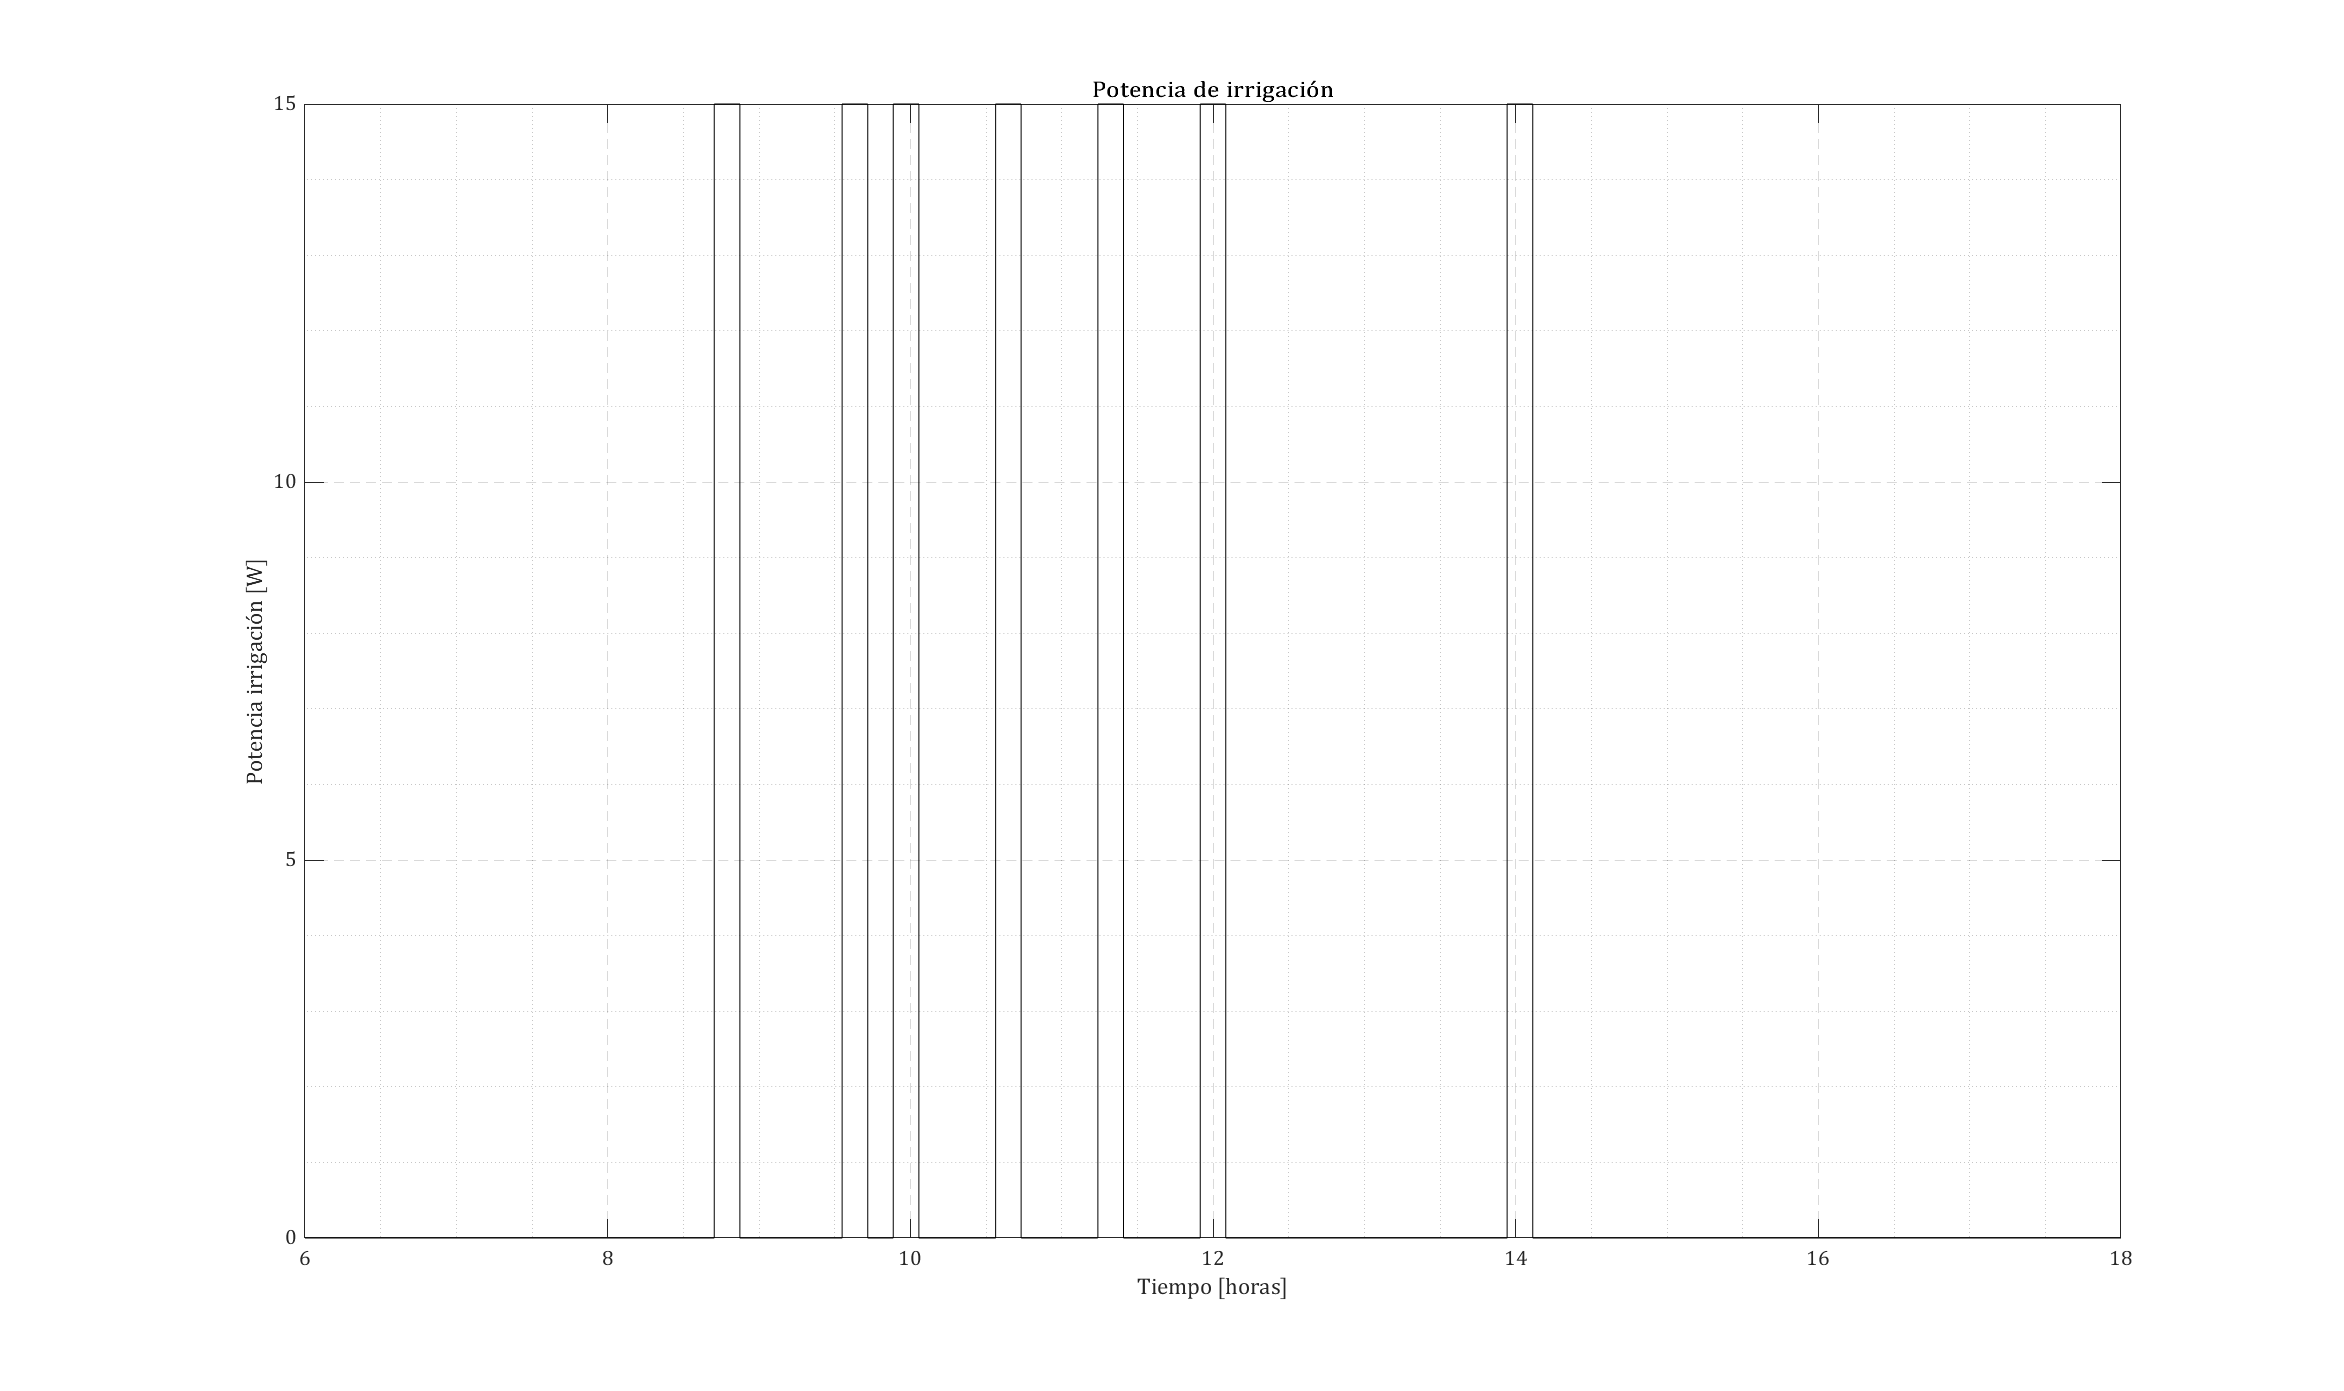 Potencia de irrigación
15
10
5
0
Potencia irrigación [W]
6 8 10 12 14 16 18
Tiempo [horas]